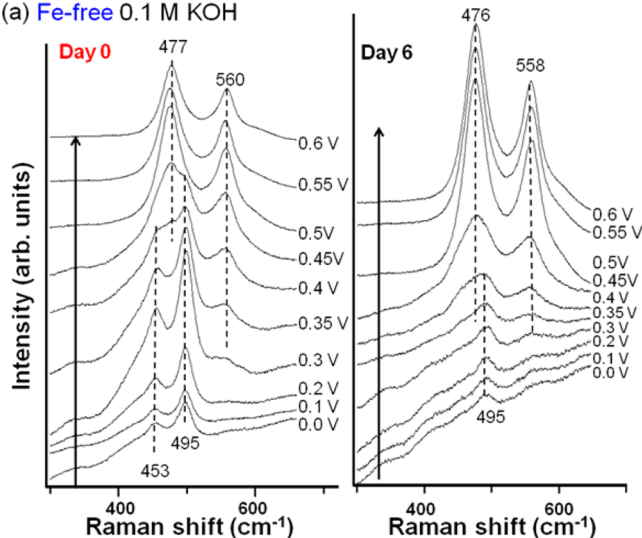 (a) Fe-free 0.1 M KOH
Day 0
477
560
0.6 V
0.55 V
0.5V
0.45V
0.4 V
0.35 V
0.3 V
0.2 V
0.1 V
0.0 V
453
495
400
600
Raman shift (cm-1)
Intensity (arb. units)
Day 6
476
558
0.6 V
0.55 V
0.5V
0.45V
0.4 V
0.35V
0.3 V
0.2 V
0.1 V
0.0 V
495
400
600
Raman shift (cm-1)